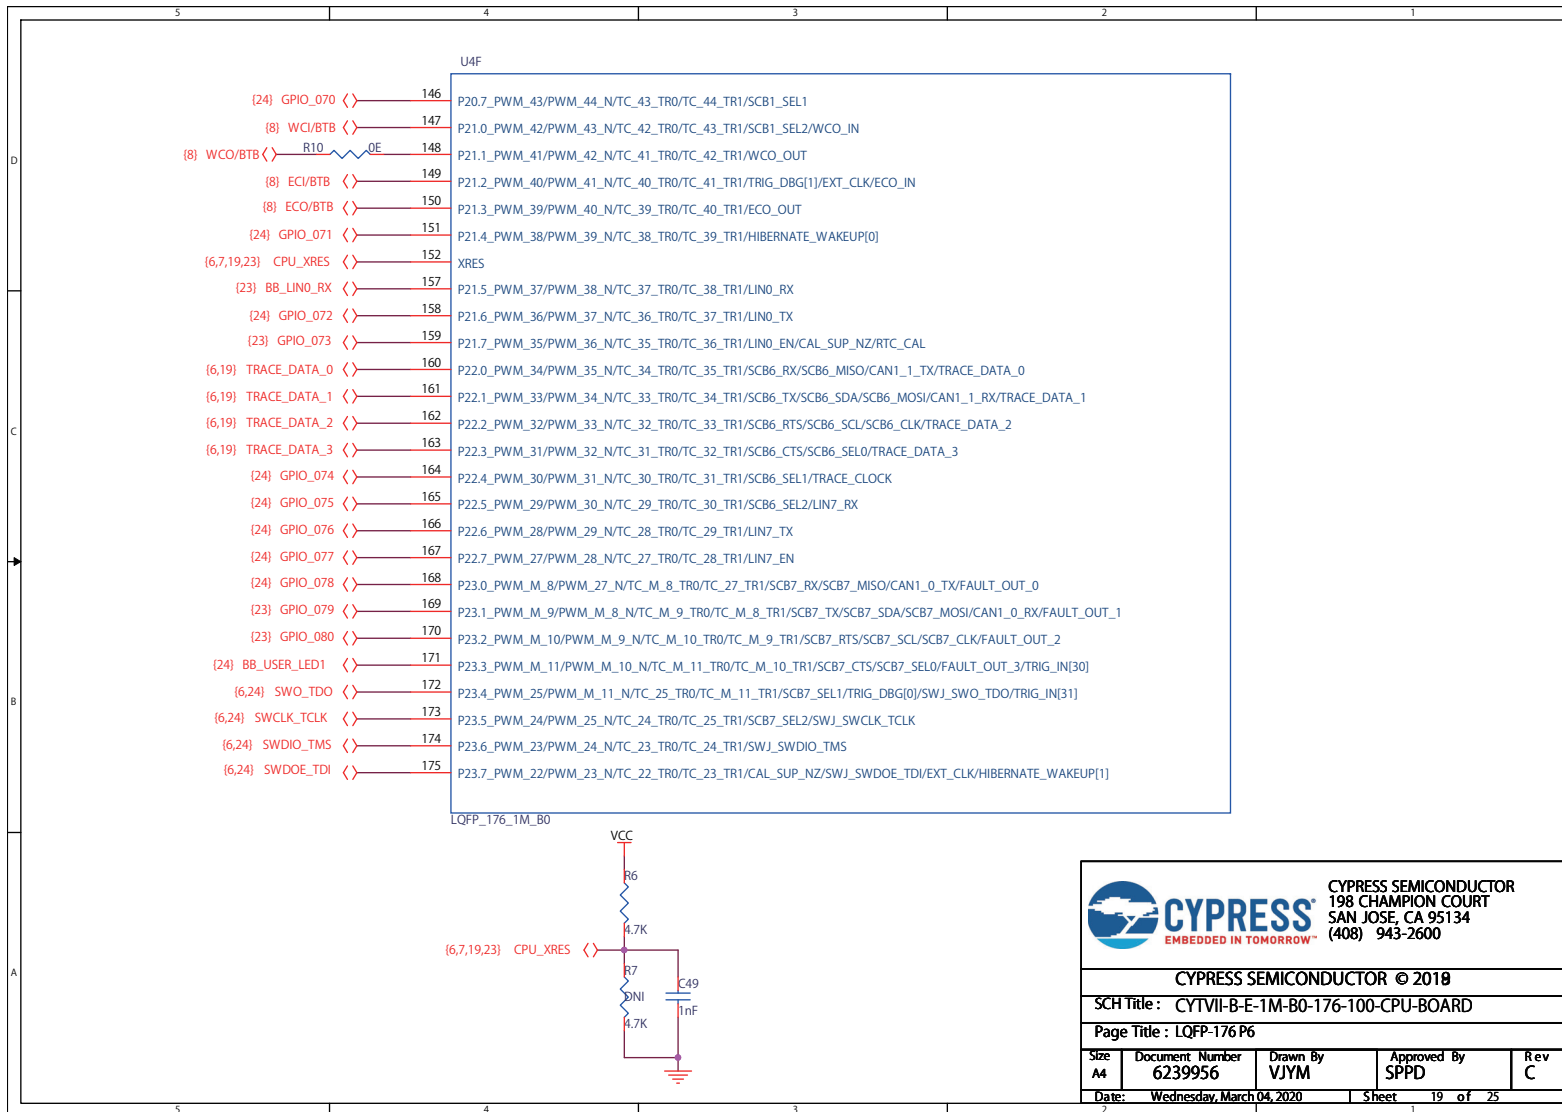 5 4 3 2 1
U4F
{24} GPIO_070 146 P20.7_PWM_43/PWM_44_N/TC_43_TR0/TC_44_TR1/SCB1_SEL1
{8} WCI/BTB 147 P21.0_PWM_42/PWM_43_N/TC_42_TR0/TC_43_TR1/SCB1_SEL2/WCO_IN
D {8} WCO/BTB R10 0E 148 P21.1_PWM_41/PWM_42_N/TC_41_TR0/TC_42_TR1/WCO_OUT
{8} ECI/BTB 149 P21.2_PWM_40/PWM_41_N/TC_40_TR0/TC_41_TR1/TRIG_DBG[1]/EXT_CLK/ECO_IN
{8} ECO/BTB 150 P21.3_PWM_39/PWM_40_N/TC_39_TR0/TC_40_TR1/ECO_OUT
{24} GPIO_071 151 P21.4_PWM_38/PWM_39_N/TC_38_TR0/TC_39_TR1/HIBERNATE_WAKEUP[0]
{6,7,19,23} CPU_XRES 152 XRES
{23} BB_LIN0_RX 157 P21.5_PWM_37/PWM_38_N/TC_37_TR0/TC_38_TR1/LIN0_RX
{24} GPIO_072 158 P21.6_PWM_36/PWM_37_N/TC_36_TR0/TC_37_TR1/LIN0_TX
{23} GPIO_073 159 P21.7_PWM_35/PWM_36_N/TC_35_TR0/TC_36_TR1/LIN0_EN/CAL_SUP_NZ/RTC_CAL
{6,19} TRACE_DATA_0 160 P22.0_PWM_34/PWM_35_N/TC_34_TR0/TC_35_TR1/SCB6_RX/SCB6_MISO/CAN1_1_TX/TRACE_DATA_0
{6,19} TRACE_DATA_1 161 P22.1_PWM_33/PWM_34_N/TC_33_TR0/TC_34_TR1/SCB6_TX/SCB6_SDA/SCB6_MOSI/CAN1_1_RX/TRACE_DATA_1
C {6,19} TRACE_DATA_2 162 P22.2_PWM_32/PWM_33_N/TC_32_TR0/TC_33_TR1/SCB6_RTS/SCB6_SCL/SCB6_CLK/TRACE_DATA_2
{6,19} TRACE_DATA_3 163 P22.3_PWM_31/PWM_32_N/TC_31_TR0/TC_32_TR1/SCB6_CTS/SCB6_SEL0/TRACE_DATA_3
{24} GPIO_074 164 P22.4_PWM_30/PWM_31_N/TC_30_TR0/TC_31_TR1/SCB6_SEL1/TRACE_CLOCK
{24} GPIO_075 165 P22.5_PWM_29/PWM_30_N/TC_29_TR0/TC_30_TR1/SCB6_SEL2/LIN7_RX
{24} GPIO_076 166 P22.6_PWM_28/PWM_29_N/TC_28_TR0/TC_29_TR1/LIN7_TX
{24} GPIO_077 167 P22.7_PWM_27/PWM_28_N/TC_27_TR0/TC_28_TR1/LIN7_EN
{24} GPIO_078 168 P23.0_PWM_M_8/PWM_27_N/TC_M_8_TR0/TC_27_TR1/SCB7_RX/SCB7_MISO/CAN1_0_TX/FAULT_OUT_0
{23} GPIO_079 169 P23.1_PWM_M_9/PWM_M_8_N/TC_M_9_TR0/TC_M_8_TR1/SCB7_TX/SCB7_SDA/SCB7_MOSI/CAN1_0_RX/FAULT_OUT_1
{23} GPIO_080 170 P23.2_PWM_M_10/PWM_M_9_N/TC_M_10_TR0/TC_M_9_TR1/SCB7_RTS/SCB7_SCL/SCB7_CLK/FAULT_OUT_2
{24} BB_USER_LED1 171 P23.3_PWM_M_11/PWM_M_10_N/TC_M_11_TR0/TC_M_10_TR1/SCB7_CTS/SCB7_SEL0/FAULT_OUT_3/TRIG_IN[30]
B {6,24} SWO_TDO 172 P23.4_PWM_25/PWM_M_11_N/TC_25_TR0/TC_M_11_TR1/SCB7_SEL1/TRIG_DBG[0]/SWJ_SWO_TDO/TRIG_IN[31]
{6,24} SWCLK_TCLK 173 P23.5_PWM_24/PWM_25_N/TC_24_TR0/TC_25_TR1/SCB7_SEL2/SWJ_SWCLK_TCLK
{6,24} SWDIO_TMS 174 P23.6_PWM_23/PWM_24_N/TC_23_TR0/TC_24_TR1/SWJ_SWDIO_TMS
{6,24} SWDOE_TDI 175 P23.7_PWM_22/PWM_23_N/TC_22_TR0/TC_23_TR1/CAL_SUP_NZ/SWJ_SWDOE_TDI/EXT_CLK/HIBERNATE_WAKEUP[1]
LQFP_176_1M_B0
VCC
R6
4.7K
{6,7,19,23} CPU_XRES
A R7
DNI
4.7K
C49
1nF
CYPRESS
EMBEDDED IN TOMORROW™
CYPRESS SEMICONDUCTOR
198 CHAMPION COURT
SAN JOSE, CA 95134
(408) 943-2600
CYPRESS SEMICONDUCTOR ©
SCH Title : CYTVII-B-E-1M-B0-176-100-CPU-BOARD
Page Title : LQFP-176 P6
Size Document Number Drawn By Approved By Rev
A4 6239956 VJYM SPPD C
Date: Wednesday, March 04, 2020 Sheet 19 of 25
5 4 3 2 1